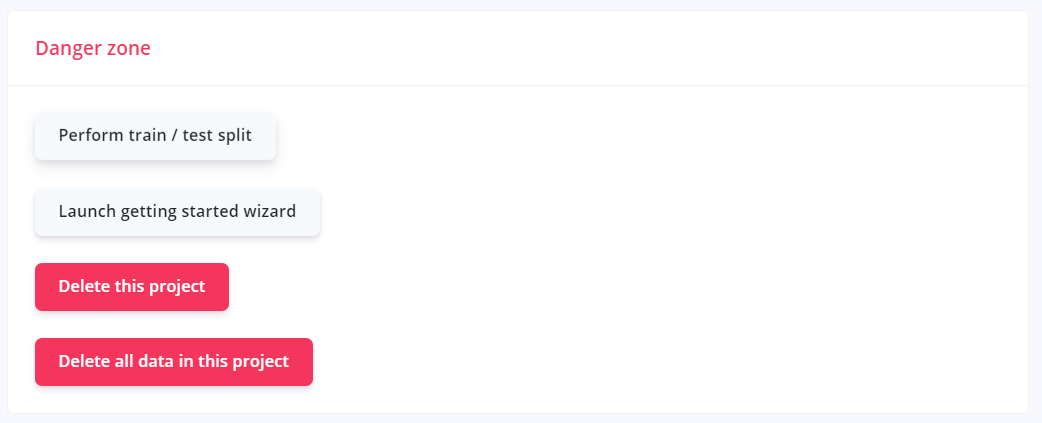 Danger zone
Perform train / test split
Launch getting started wizard
Delete this project
Delete all data in this project